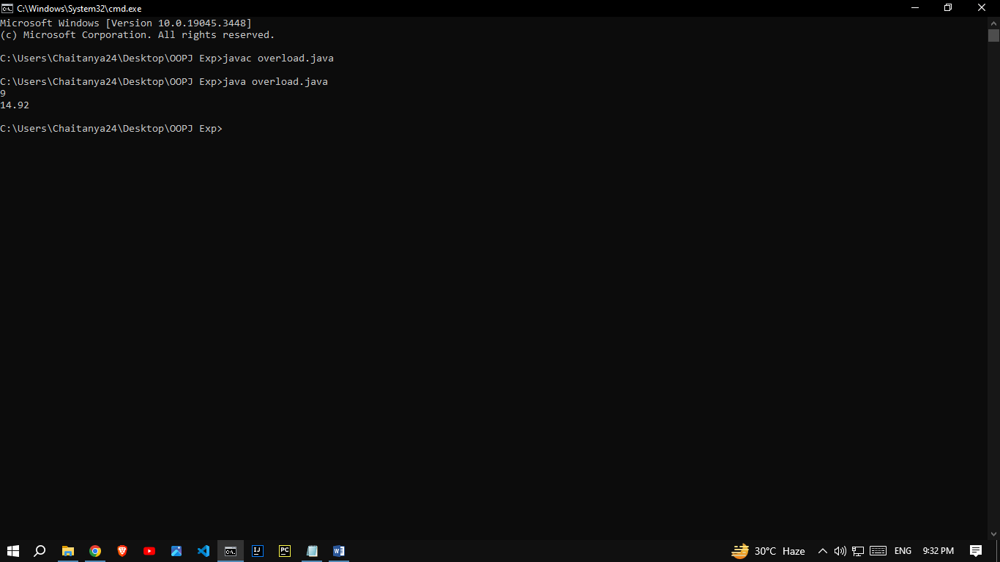 C:\Windows\System32\cmd.exe
Microsoft Windows [Version 10.0.19045.3448]
(c) Microsoft Corporation. All rights reserved.
C:\Users\Chaitanya24\Desktop\OOPJ Exp>javac overload.java
C:\Users\Chaitanya24\Desktop\OOPJ Exp>java overload.java
9
14.92
C:\Users\Chaitanya24\Desktop\OOPJ Exp>
30°C Haze ENG 9:32 PM